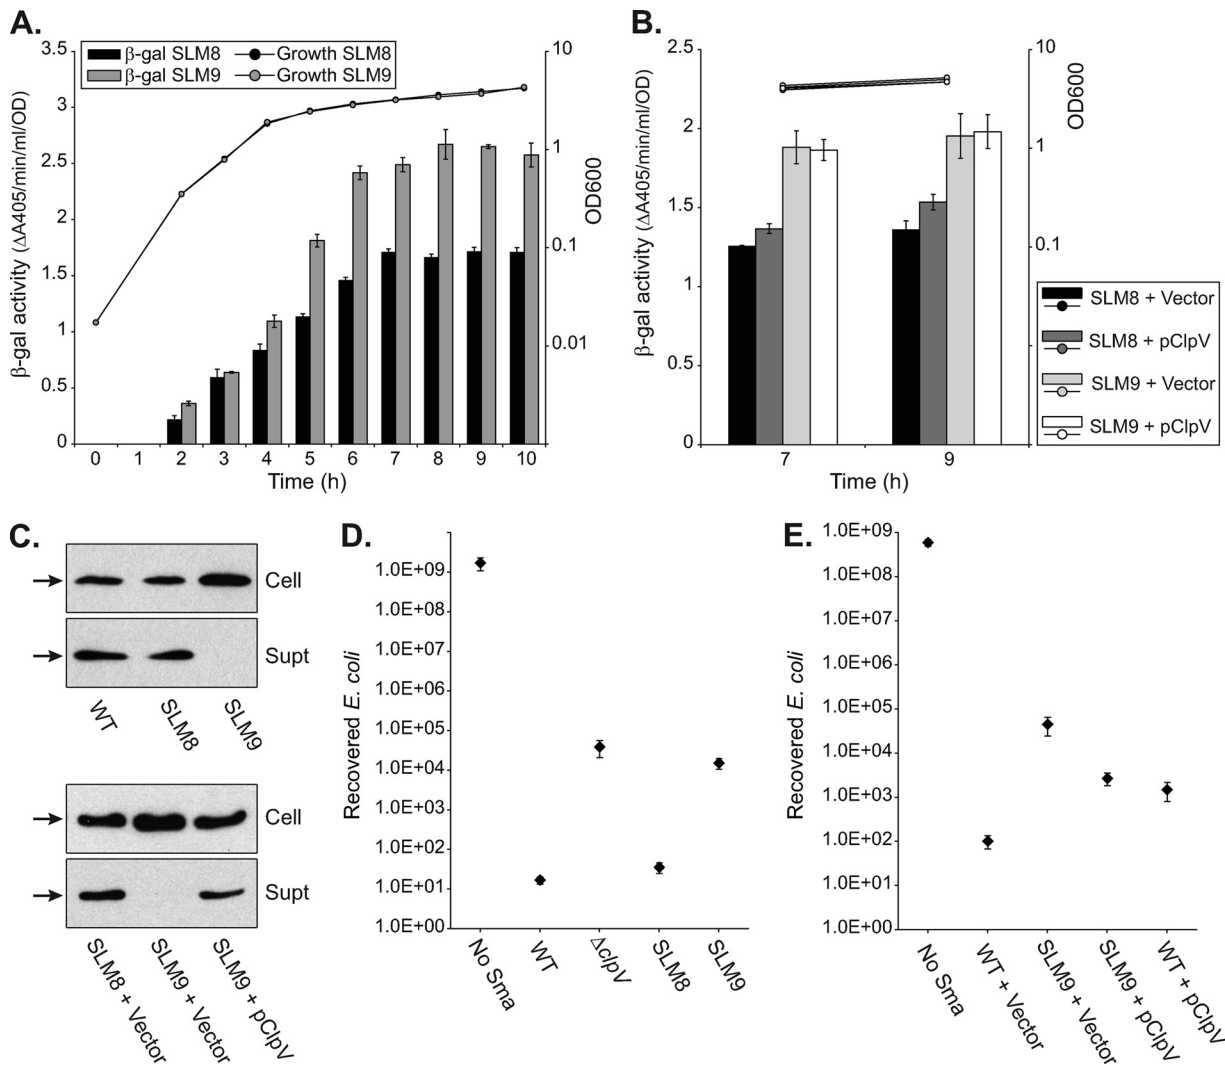 A.
β-gal SLM8
Growth SLM8
β-gal SLM9
Growth SLM9
β-gal activity (ΔA405/min/ml/OD)
3.5
3
2.5
2
1.5
1
0.5
0
10
1
0.1
0.01
OD600
0 1 2 3 4 5 6 7 8 9 10
Time (h)
B.
β-gal activity (ΔA405/min/ml/OD)
2.5
2
1.5
1
0.5
0
10
1
0.1
OD600
7 9
Time (h)
SLM8 + Vector
SLM8 + pClpV
SLM9 + Vector
SLM9 + pClpV
C.
Cell
Supt
WT
SLM8
SLM9
Cell
Supt
SLM8 + Vector
SLM9 + Vector
SLM9 + pClpV
D.
Recovered E. coli
1.0E+09
1.0E+08
1.0E+07
1.0E+06
1.0E+05
1.0E+04
1.0E+03
1.0E+02
1.0E+01
1.0E+00
No Sma
WT
ΔclpV
SLM8
SLM9
E.
Recovered E. coli
1.0E+09
1.0E+08
1.0E+07
1.0E+06
1.0E+05
1.0E+04
1.0E+03
1.0E+02
1.0E+01
1.0E+00
No Sma
WT + Vector
SLM9 + Vector
SLM9 + pClpV
WT + pClpV